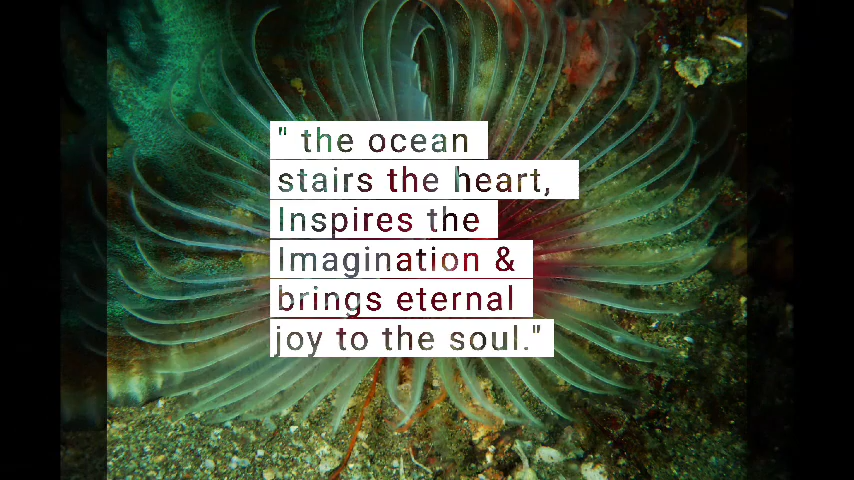 " the ocean
stairs the heart,
Inspires the
Imagination &
brings eternal
joy to the soul."